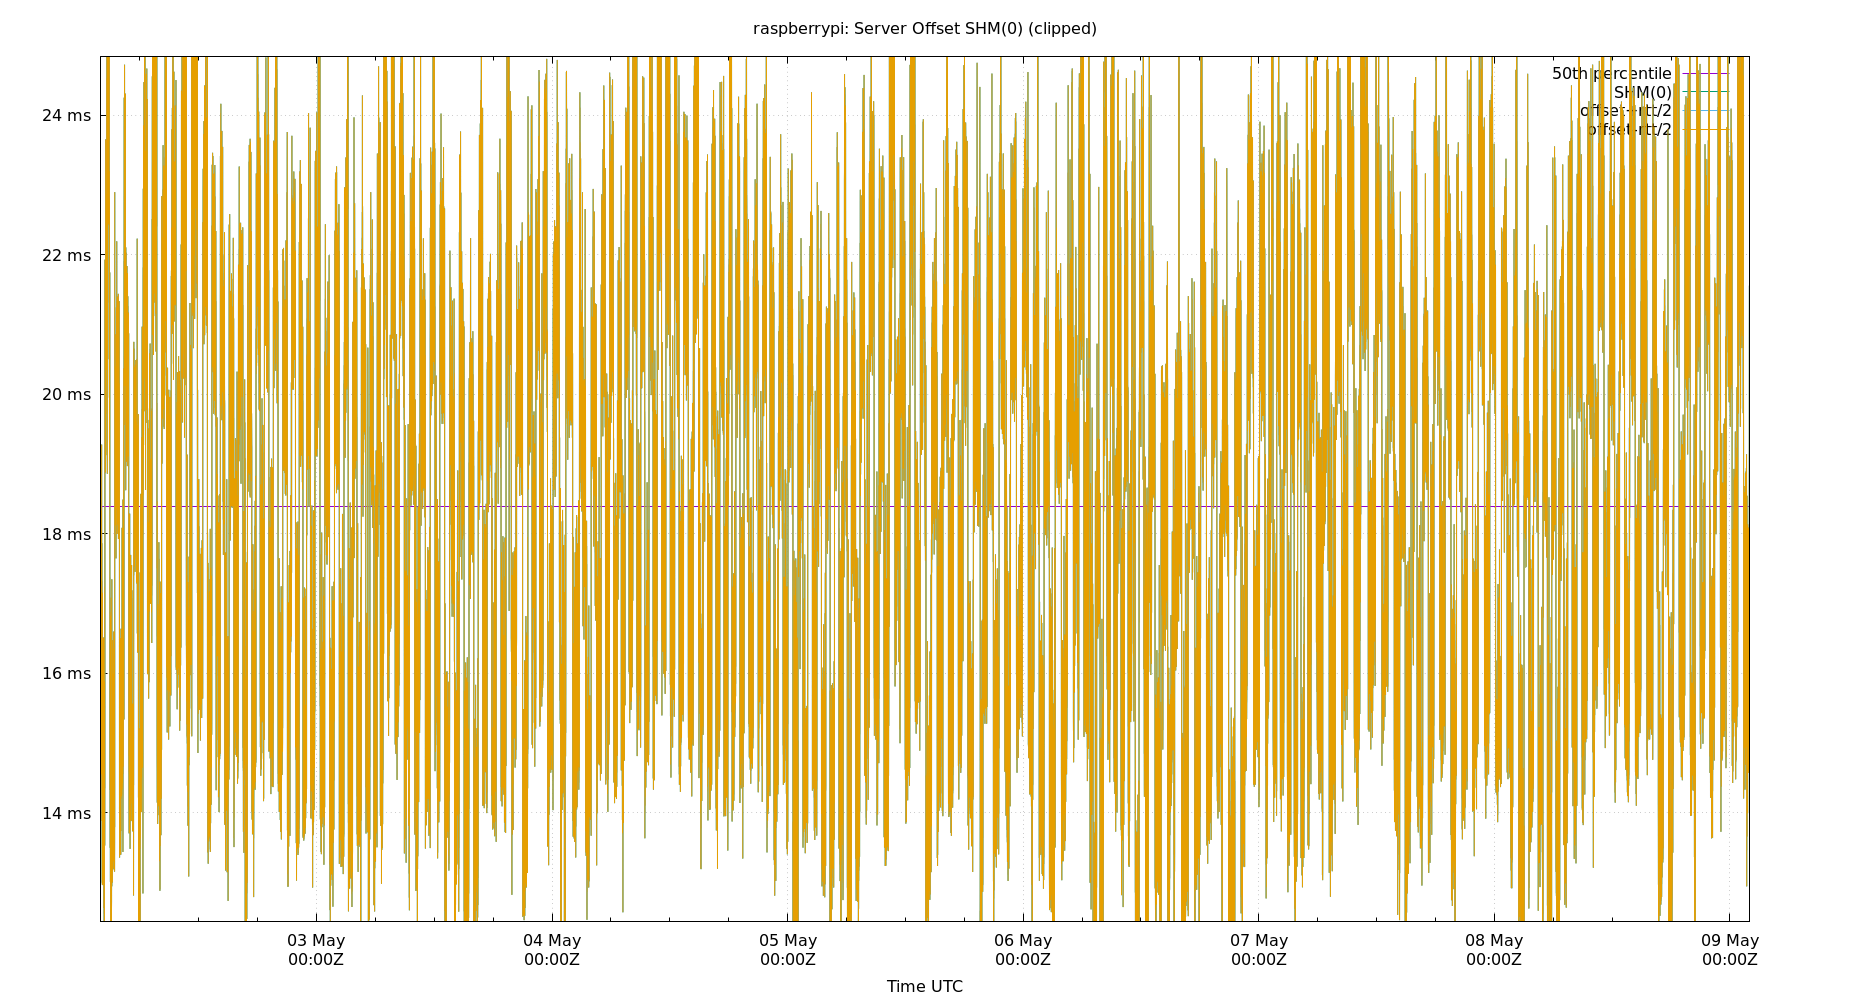 raspberrypi: Server Offset SHM(0) (clipped)
50th percentile
SHM(0)
offset+rtt/2
offset-rtt/2
24 ms
22 ms
20 ms
18 ms
16 ms
14 ms
03 May
00:00Z
04 May
00:00Z
05 May
00:00Z
06 May
00:00Z
07 May
00:00Z
08 May
00:00Z
09 May
00:00Z
Time UTC